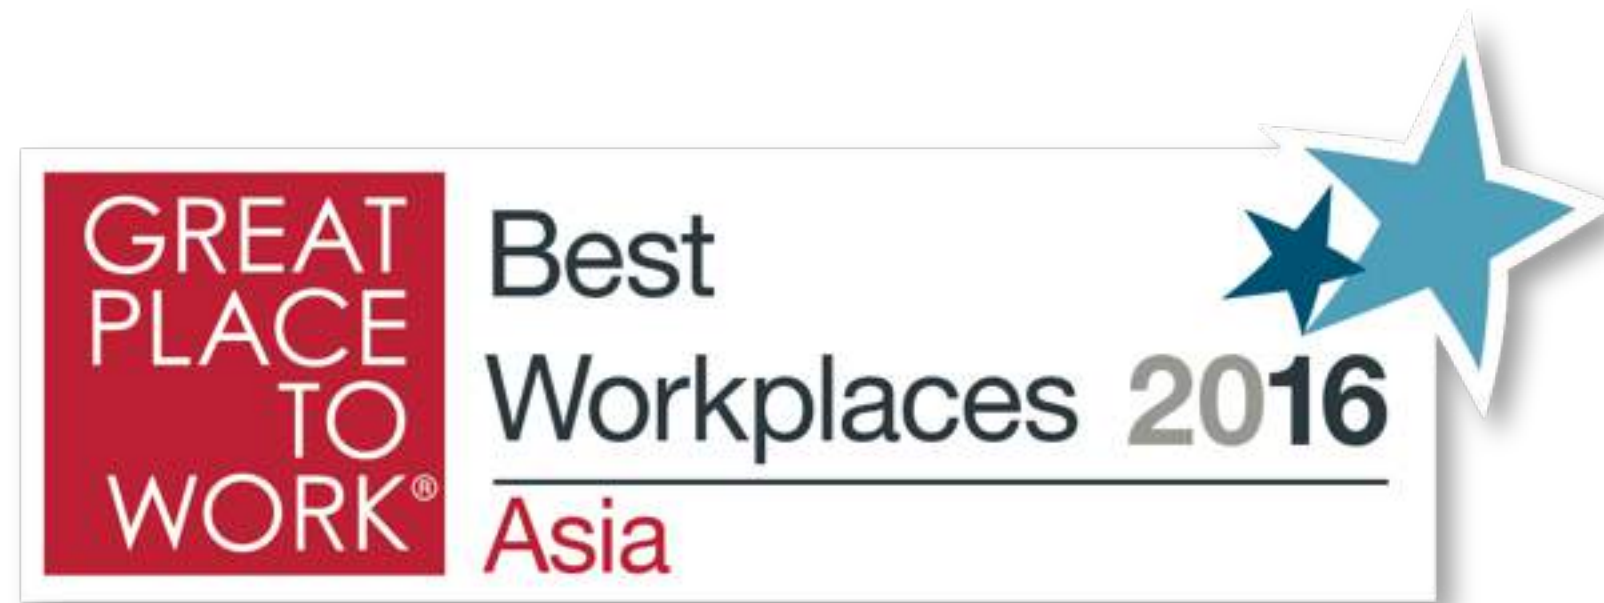 GREAT
PLACE
TO
WORK®
Best
Workplaces 2016
Asia